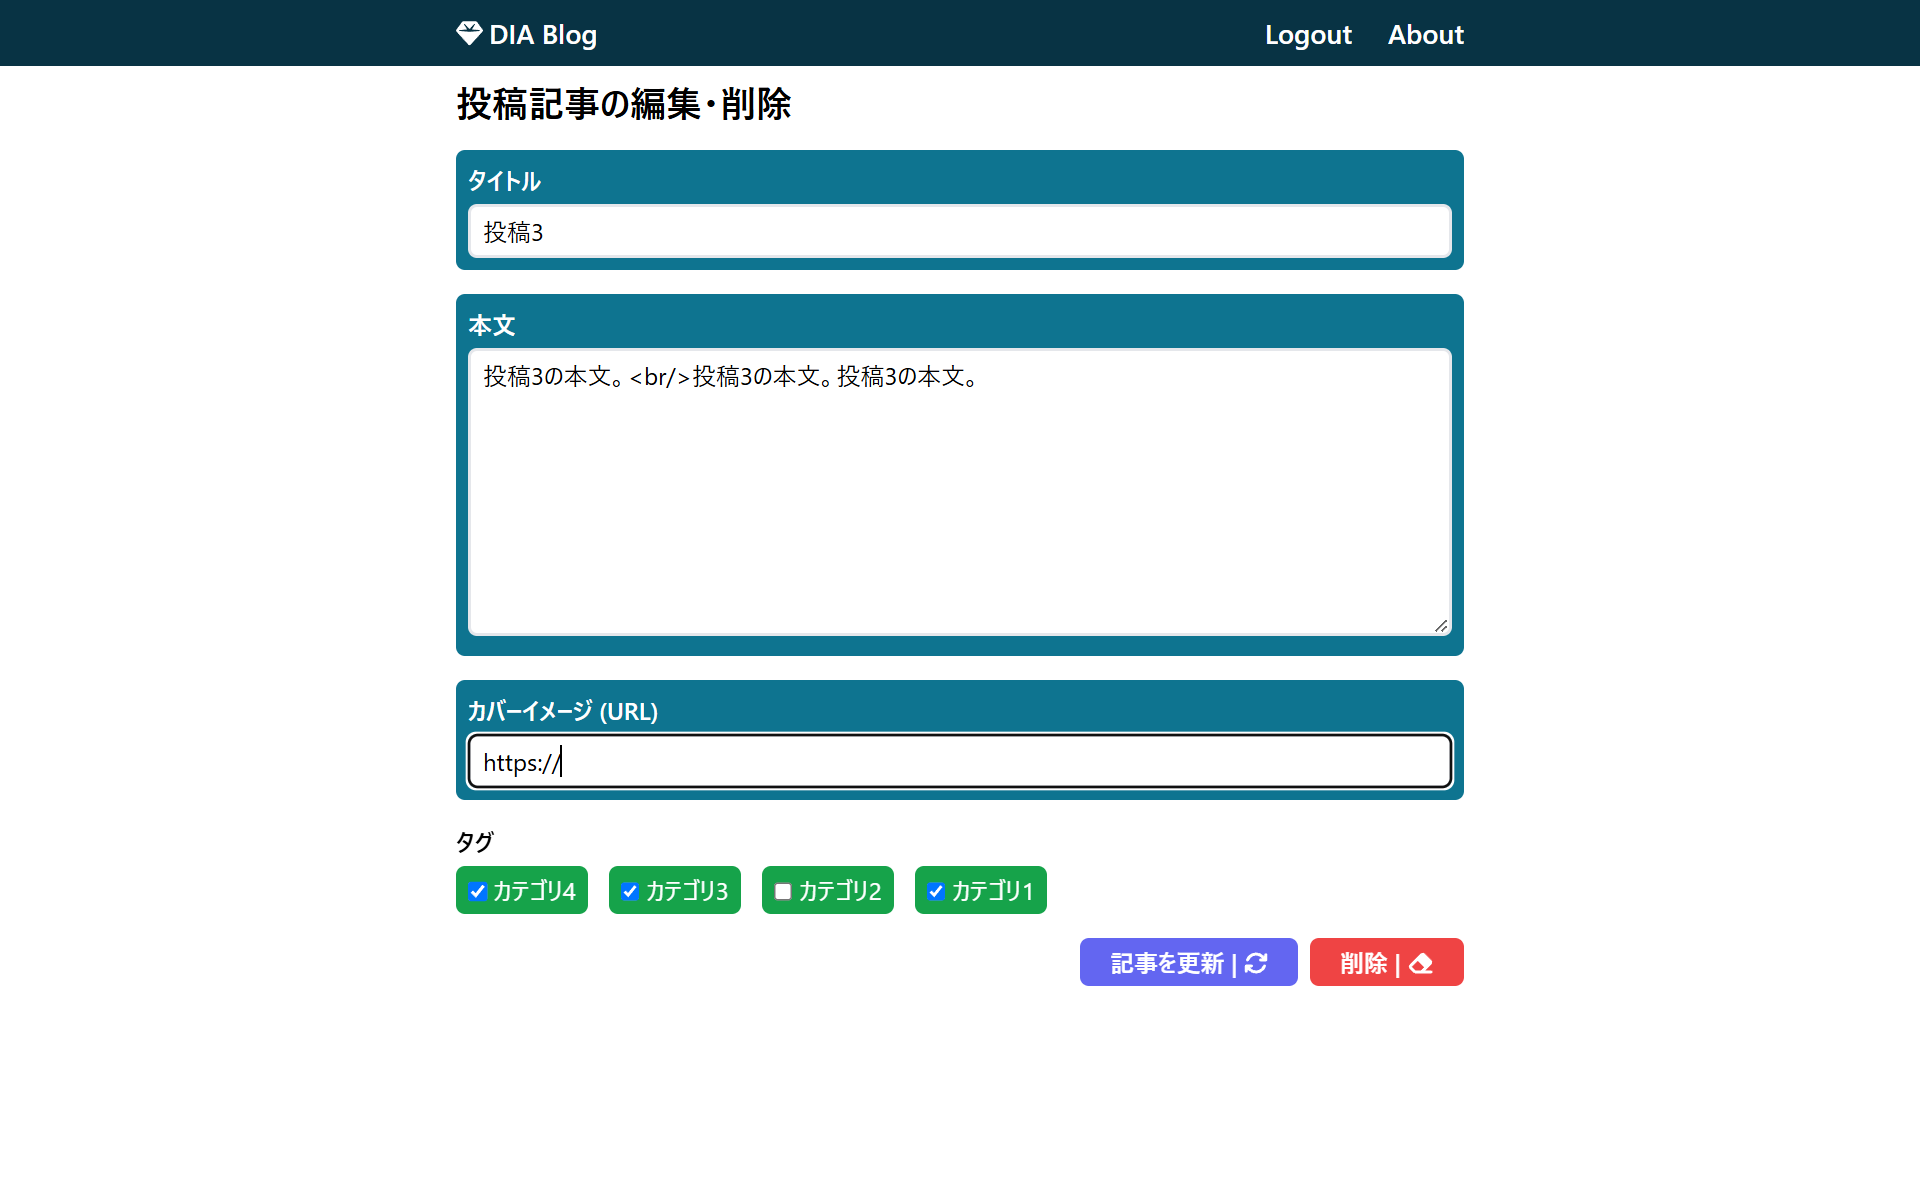 DIA Blog
Logout
About
投稿記事の編集・削除
タイトル
投稿3
本文
投稿3の本文。<br/>投稿3の本文。投稿3の本文。
カバーイメージ (URL)
https://
タグ
カテゴリ4
カテゴリ3
カテゴリ2
カテゴリ1
記事を更新 |
削除 |